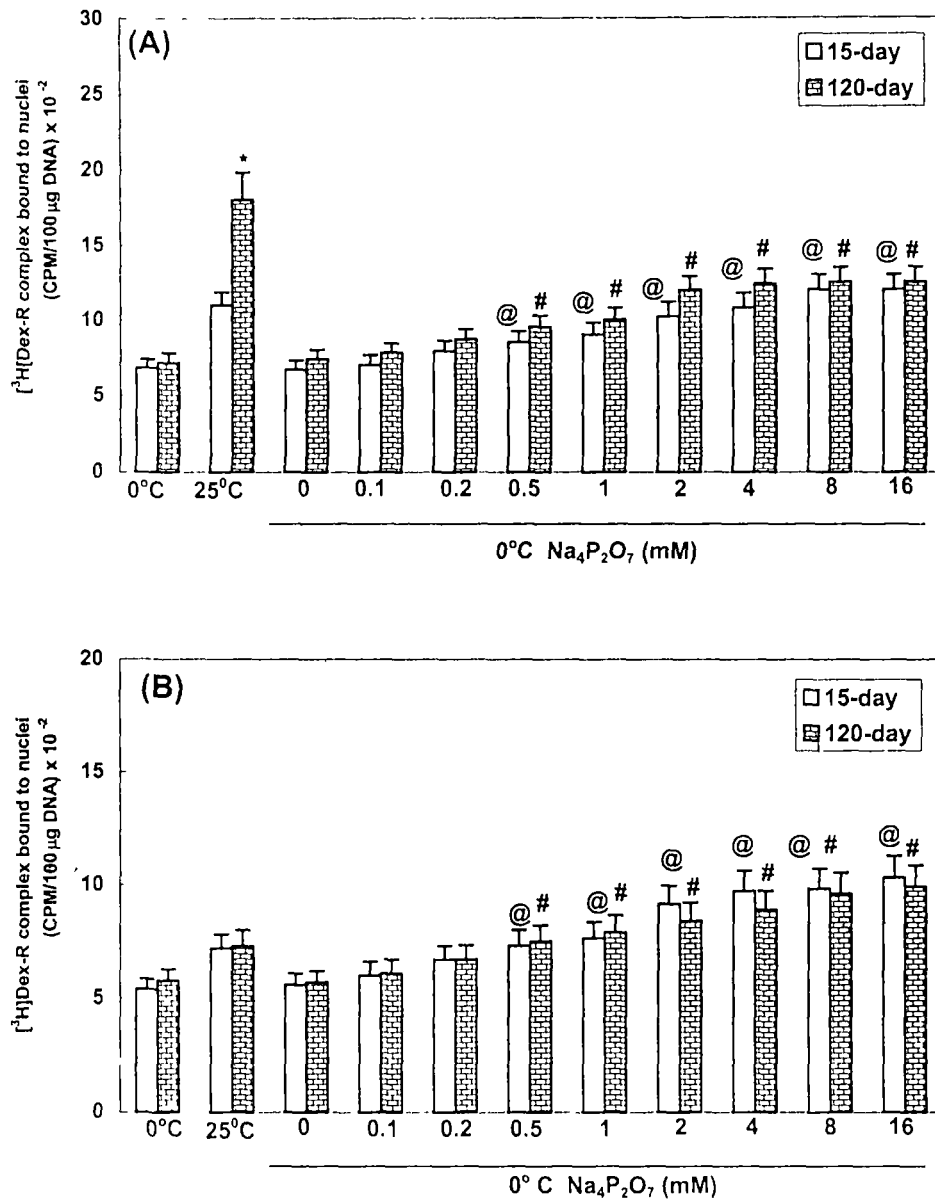 (A)
15-day
120-day
[³H[Dex-R complex bound to nuclei
(CPM/100 µg DNA) x 10⁻²
30
25
20
15
10
5
0
*
@ # @ # @ # @ # @ # @ #
0°C 25°C 0 0.1 0.2 0.5 1 2 4 8 16
0°C Na₄P₂O₇ (mM)
(B)
15-day
120-day
[³H]Dex-R complex bound to nuclei
(CPM/100 µg DNA) x 10⁻²
20
15
10
5
0
@ # @ # @ # @ # @ # @ #
0°C 25°C 0 0.1 0.2 0.5 1 2 4 8 16
0° C Na₄P₂O₇ (mM)